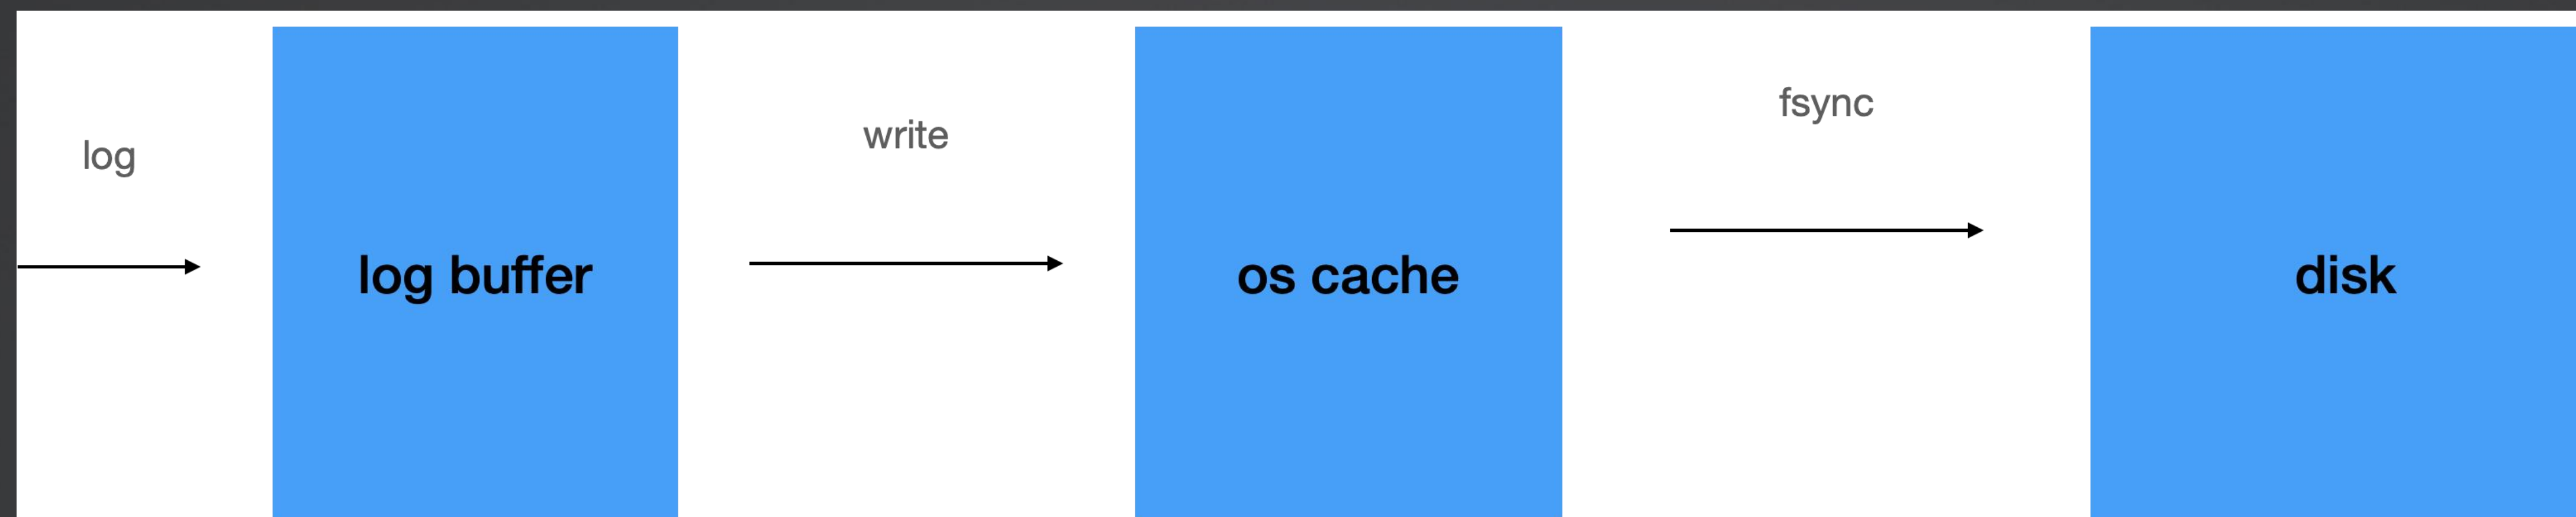 log
log buffer
write
os cache
fsync
disk